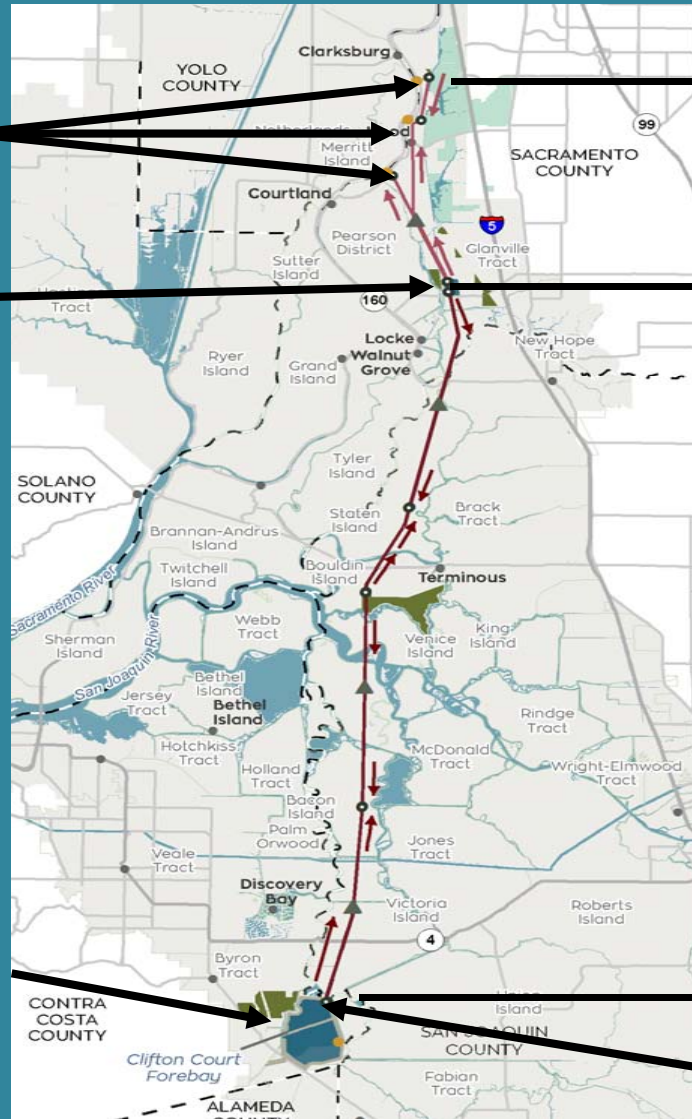 Clarksburg
YOLO
COUNTY
99
Merritt
Island
SACRAMENTO
COUNTY
Courtland
Pearson
District
5
Glanville
Tract
Sutter
Island
Tract
160
Locke
Walnut
Grove
New Hope
Tract
Ryer
Island
Grand
Island
Tyler
Island
SOLANO
COUNTY
Staten
Island
Brack
Tract
Brannan-Andrus
Island
Bouldin
Island
Terminous
Twitchell
Island
Sacramento River
Webb
Tract
Venice
Island
King
Island
Sherman
Island
San Joaquin River
Bethel
Island
Jersey
Tract
Bethel
Island
Rindge
Tract
Hotchkiss
Tract
McDonald
Tract
Wright-Elmwood
Tract
Holland
Tract
Bacon
Island
Palm
Orwood
Jones
Tract
Veale
Tract
Discovery
Bay
Victoria
Island
Roberts
Island
4
Byron
Tract
CONTRA
COSTA
COUNTY
Island
SAN JOAQUIN
COUNTY
Clifton Court
Forebay
Fabian
Tract
ALAMEDA